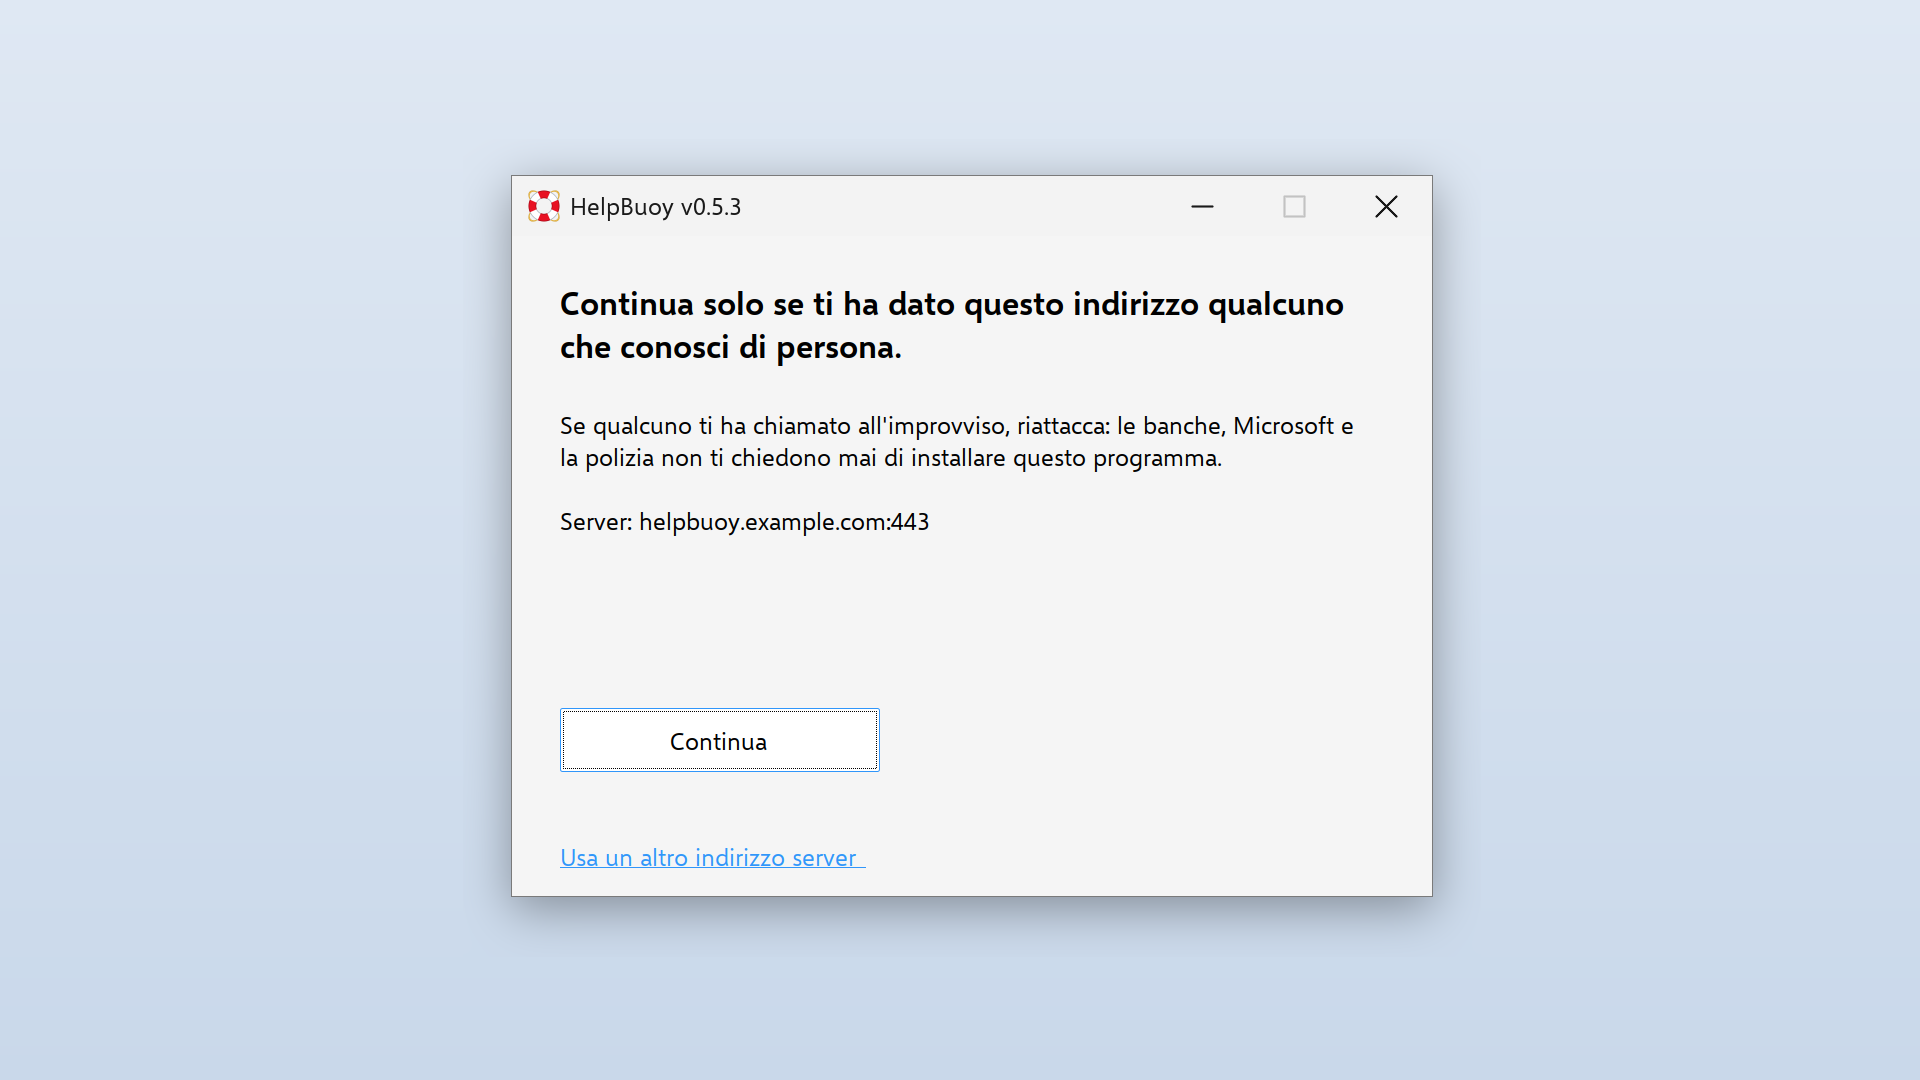 HelpBuoy v0.5.3
Continua solo se ti ha dato questo indirizzo qualcuno
che conosci di persona.
Se qualcuno ti ha chiamato all'improvviso, riattacca: le banche, Microsoft e
la polizia non ti chiedono mai di installare questo programma.
Server: helpbuoy.example.com:443
Continua
Usa un altro indirizzo server